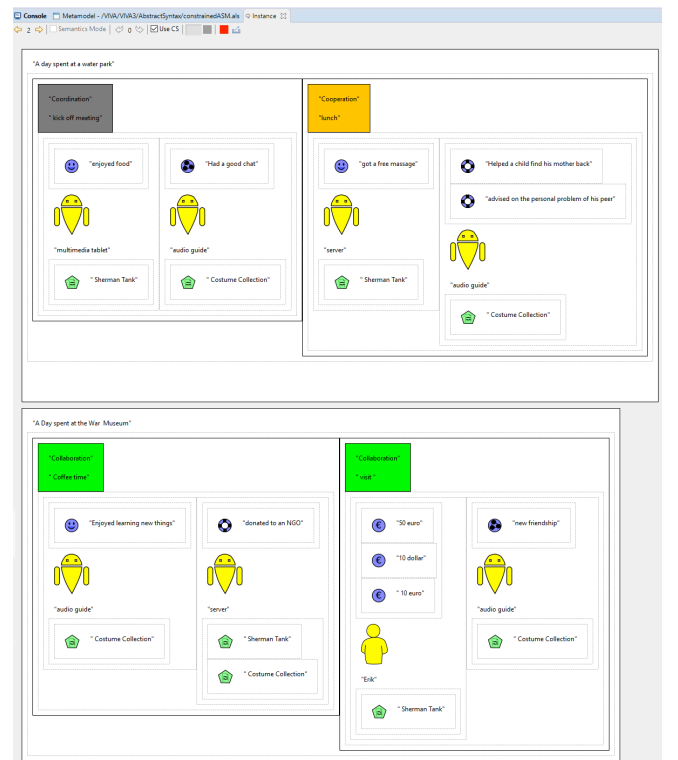 Console Metamodel - /VIVA/VIVA3/AbstractSyntax/constrainedASM.als Instance
2 Semantics Mode 0 Use CS
"A day spent at a water park"
"Coordination"
" kick off meeting"
"enjoyed food"
"Had a good chat"
"multimedia tablet"
"audio guide"
" Sherman Tank"
" Costume Collection"
"Cooperation"
"lunch"
"got a free massage"
"Helped a child find his mother back"
"advised on the personal problem of his peer"
"server"
" Sherman Tank"
"audio guide"
" Costume Collection"
"A Day spent at the War Museum"
"Collaboration"
" Coffee time"
"Enjoyed learning new things"
"donated to an NGO"
"audio guide"
"server"
" Costume Collection"
" Sherman Tank"
" Costume Collection"
"Collaboration"
" visit "
€ "50 euro"
"new friendship"
€ "10 dollar"
€ " 10 euro"
"audio guide"
" Costume Collection"
"Erik"
" Sherman Tank"